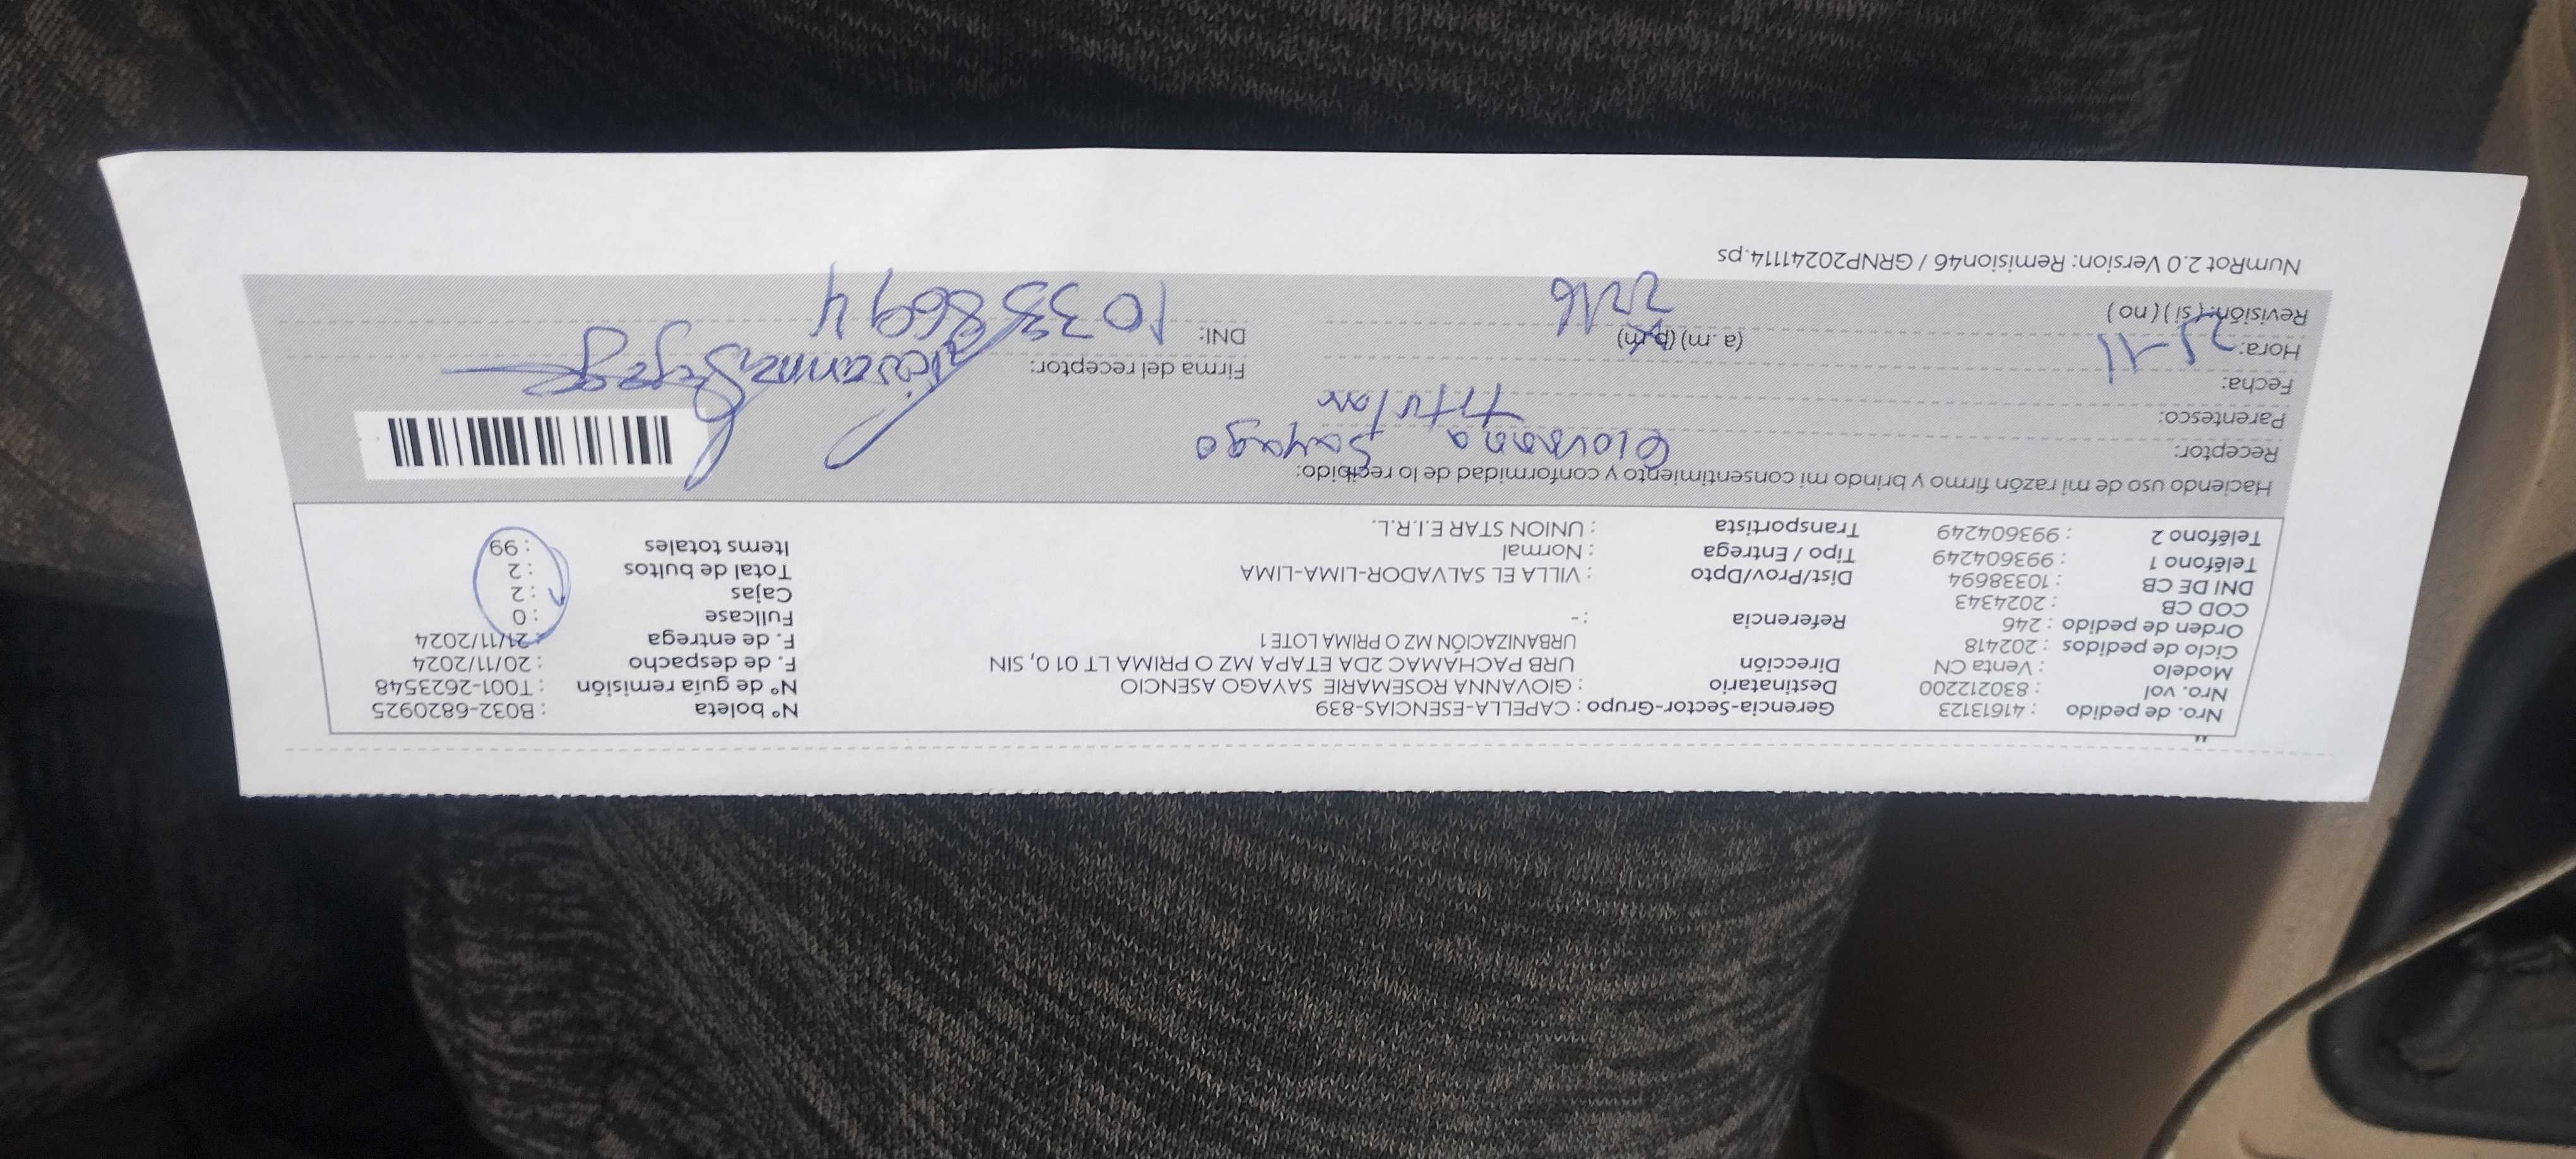 Nro. de pedido : 41613123 Gerencia-Sector-Grupo : CAPELLA-ESENCIAS-839 N° boleta : B032-6820925
Nro. vol : 830212200 Destinatario : GIOVANNA ROSEMARIE SAYAGO ASENCIO N° de guía remisión : T001-2623548
Modelo : Venta CN Dirección URB PACHAMAC 2DA ETAPA MZ O PRIMA LT 01 0, SIN F. de despacho : 20/11/2024
Ciclo de pedidos : 202418 URBANIZACIÓN MZ O PRIMA LOTE 1 F. de entrega : 21/11/2024
Orden de pedido : 246 Referencia : - Fullcase : 0
COD CB : 2024343 Cajas : 2
DNI DE CB : 10338694 Dist/Prov/Dpto : VILLA EL SALVADOR-LIMA-LIMA Total de bultos : 2
Teléfono 1 : 993604249 Tipo / Entrega : Normal Items totales : 99
Teléfono 2 : 993604249 Transportista : UNION STAR E.I.R.L.
Haciendo uso de mi razón firmo y brindo mi consentimiento y conformidad de lo recibido:
Receptor: Giovanna Sayago
Parentesco: titular
Fecha: 21-11 Firma del receptor: Giovanna Sayago
Hora: (a.m) (p.m) DNI: 10338694
Revisión: (si) (no)
NumRot 2.0 Version: Remision46 / GRNP20241114.ps